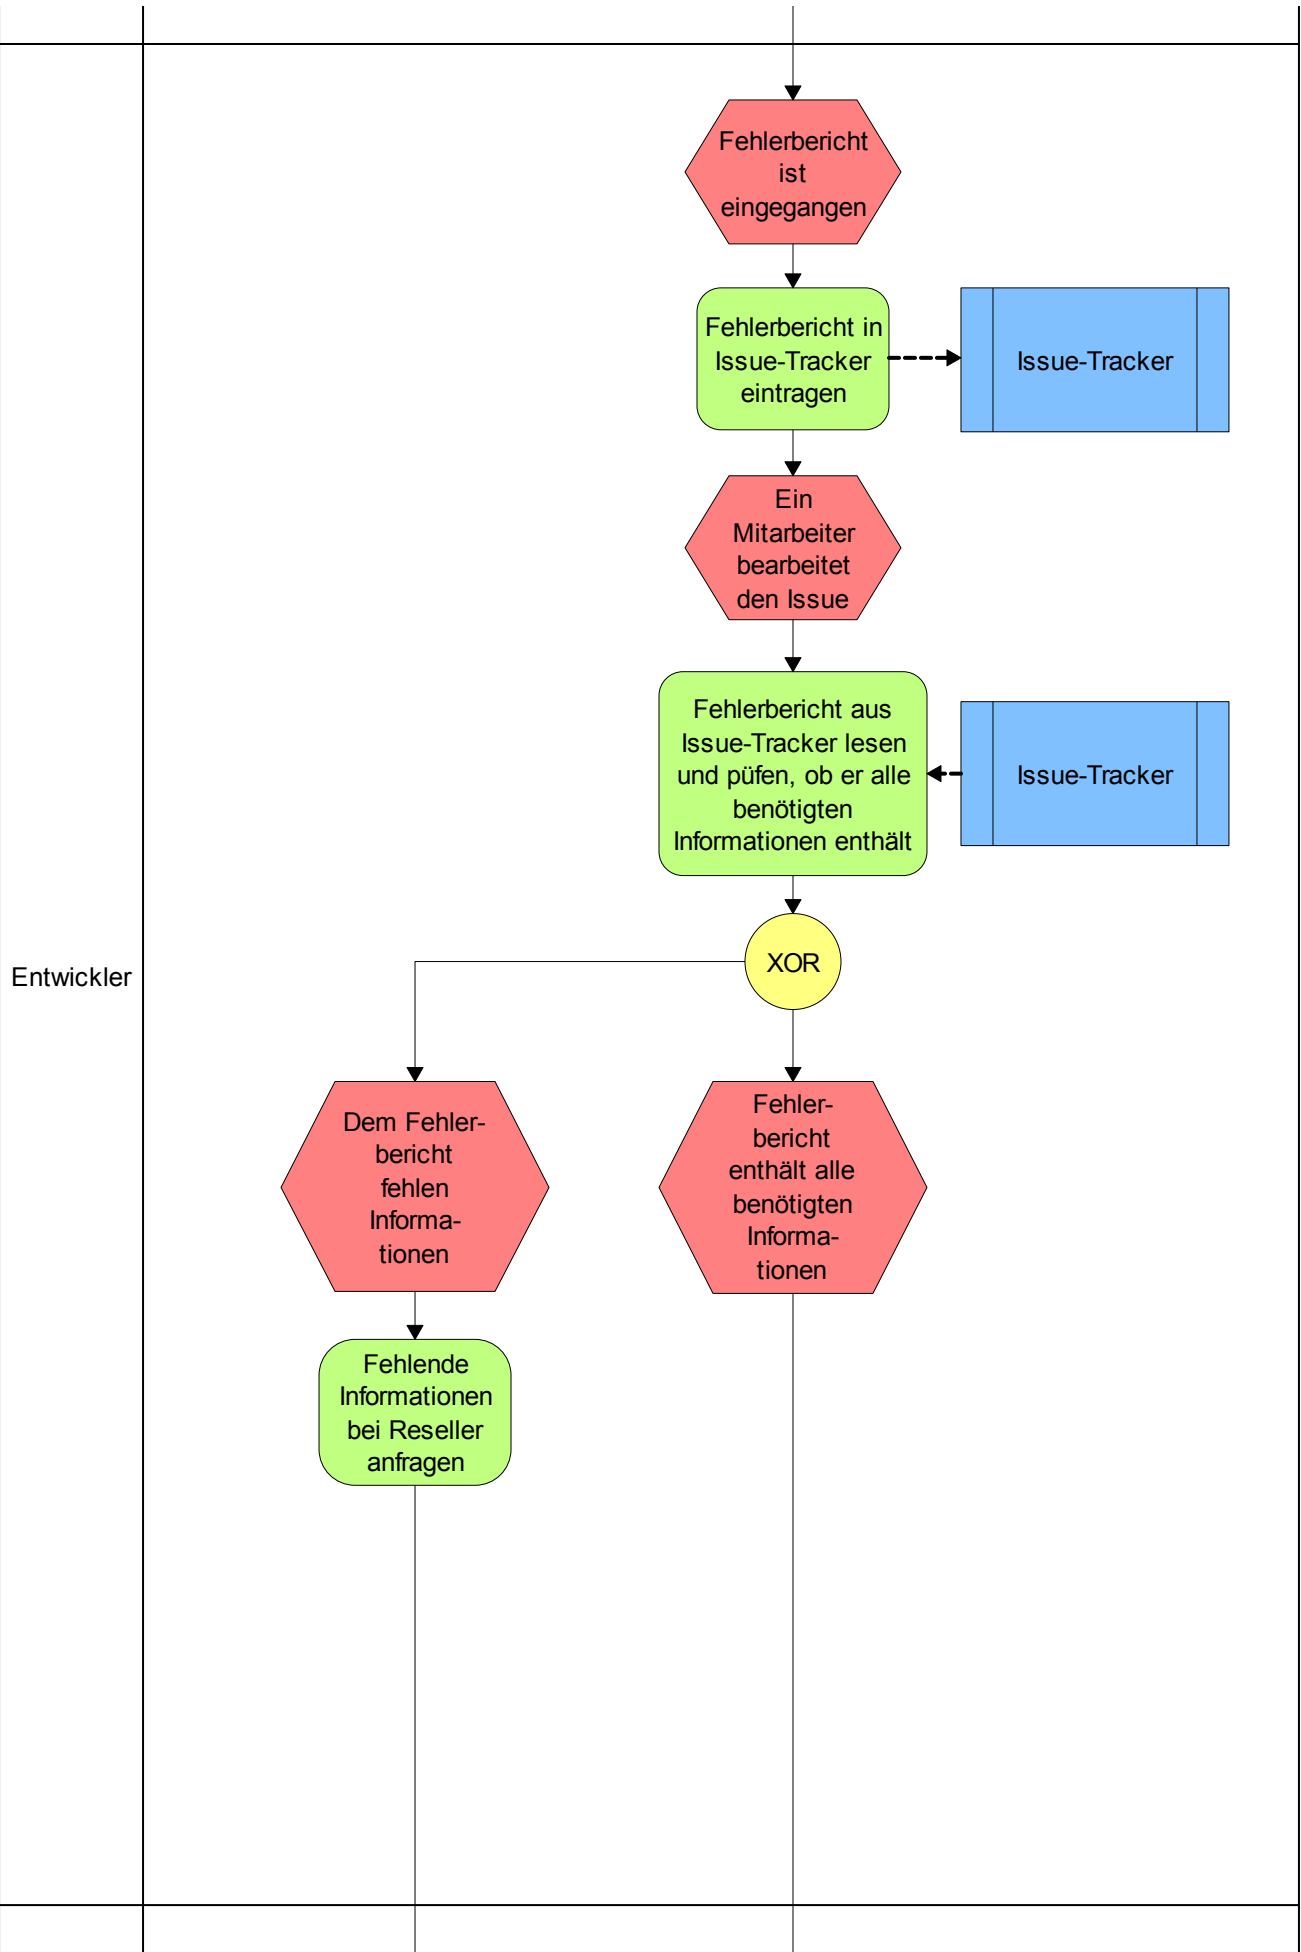 Fehlerbericht
ist
eingegangen
Fehlerbericht in
Issue-Tracker
eintragen
Issue-Tracker
Ein
Mitarbeiter
bearbeitet
den Issue
Fehlerbericht aus
Issue-Tracker lesen
und püfen, ob er alle
benötigten
Informationen enthält
Issue-Tracker
Entwickler
XOR
Dem Fehler-
bericht
fehlen
Informa-
tionen
Fehler-
bericht
enthält alle
benötigten
Informa-
tionen
Fehlende
Informationen
bei Reseller
anfragen